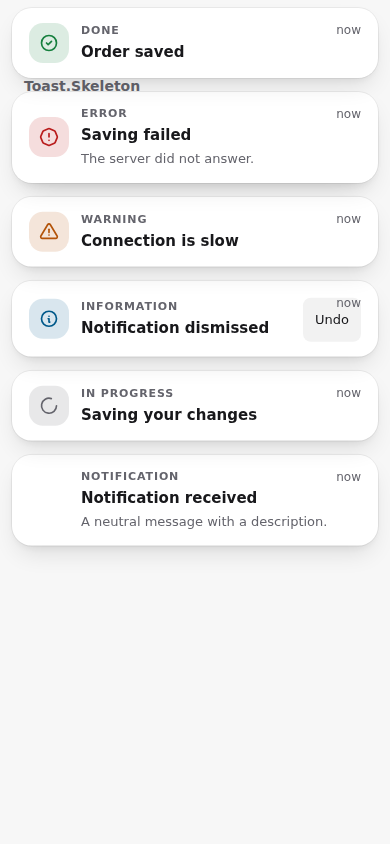 DONE
now
Order saved
Toast.Skeleton
ERROR
now
Saving failed
The server did not answer.
WARNING
now
Connection is slow
INFORMATION
now
Notification dismissed
Undo
IN PROGRESS
now
Saving your changes
NOTIFICATION
now
Notification received
A neutral message with a description.